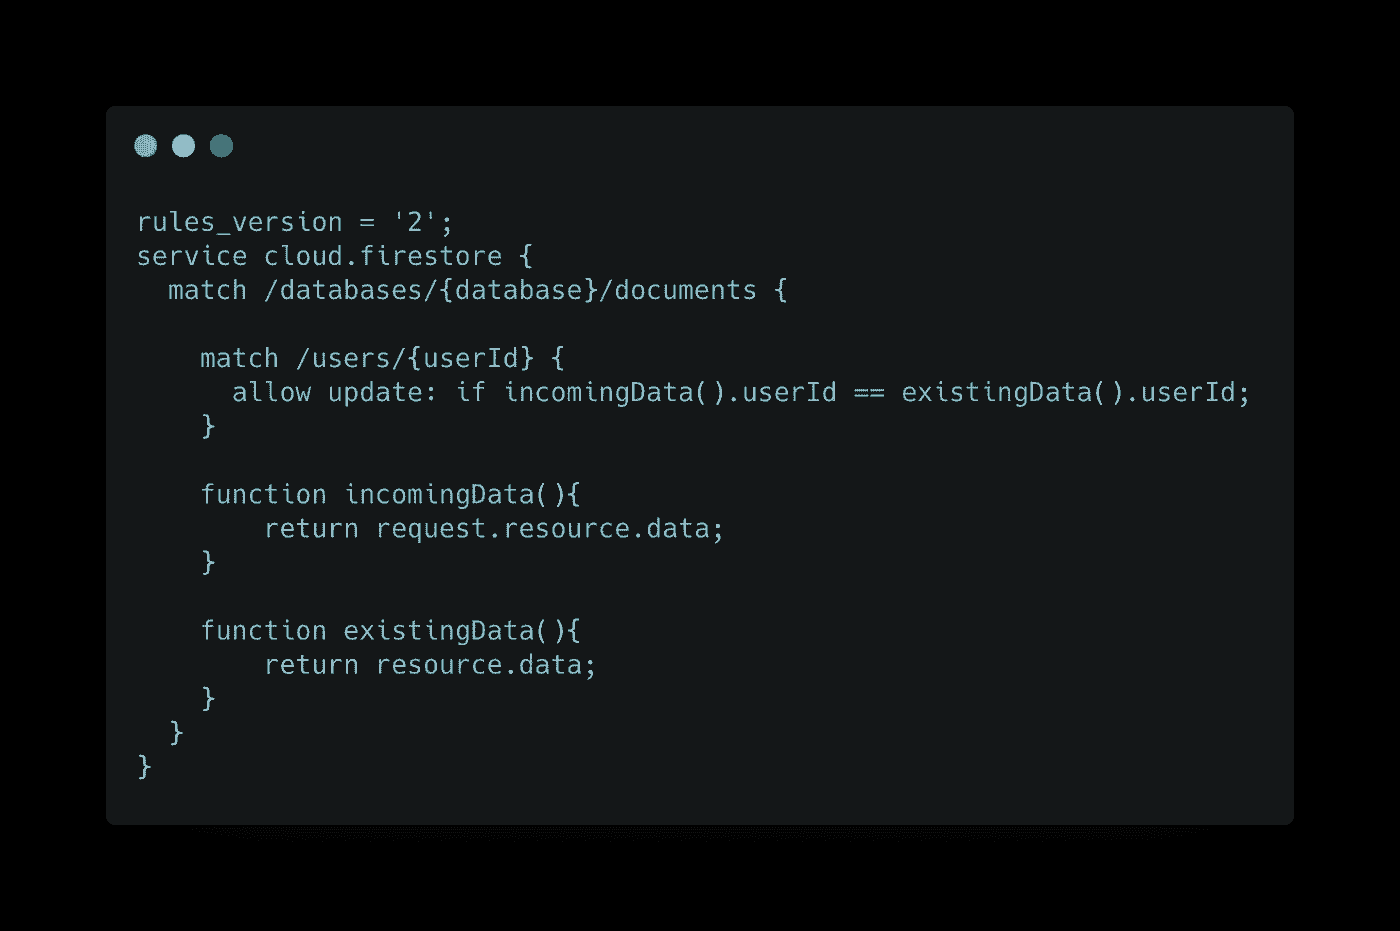 rules_version = '2';
service cloud.firestore {
  match /databases/{database}/documents {

    match /users/{userId} {
      allow update: if incomingData().userId == existingData().userId;
    }

    function incomingData(){
        return request.resource.data;
    }

    function existingData(){
        return resource.data;
    }
  }
}